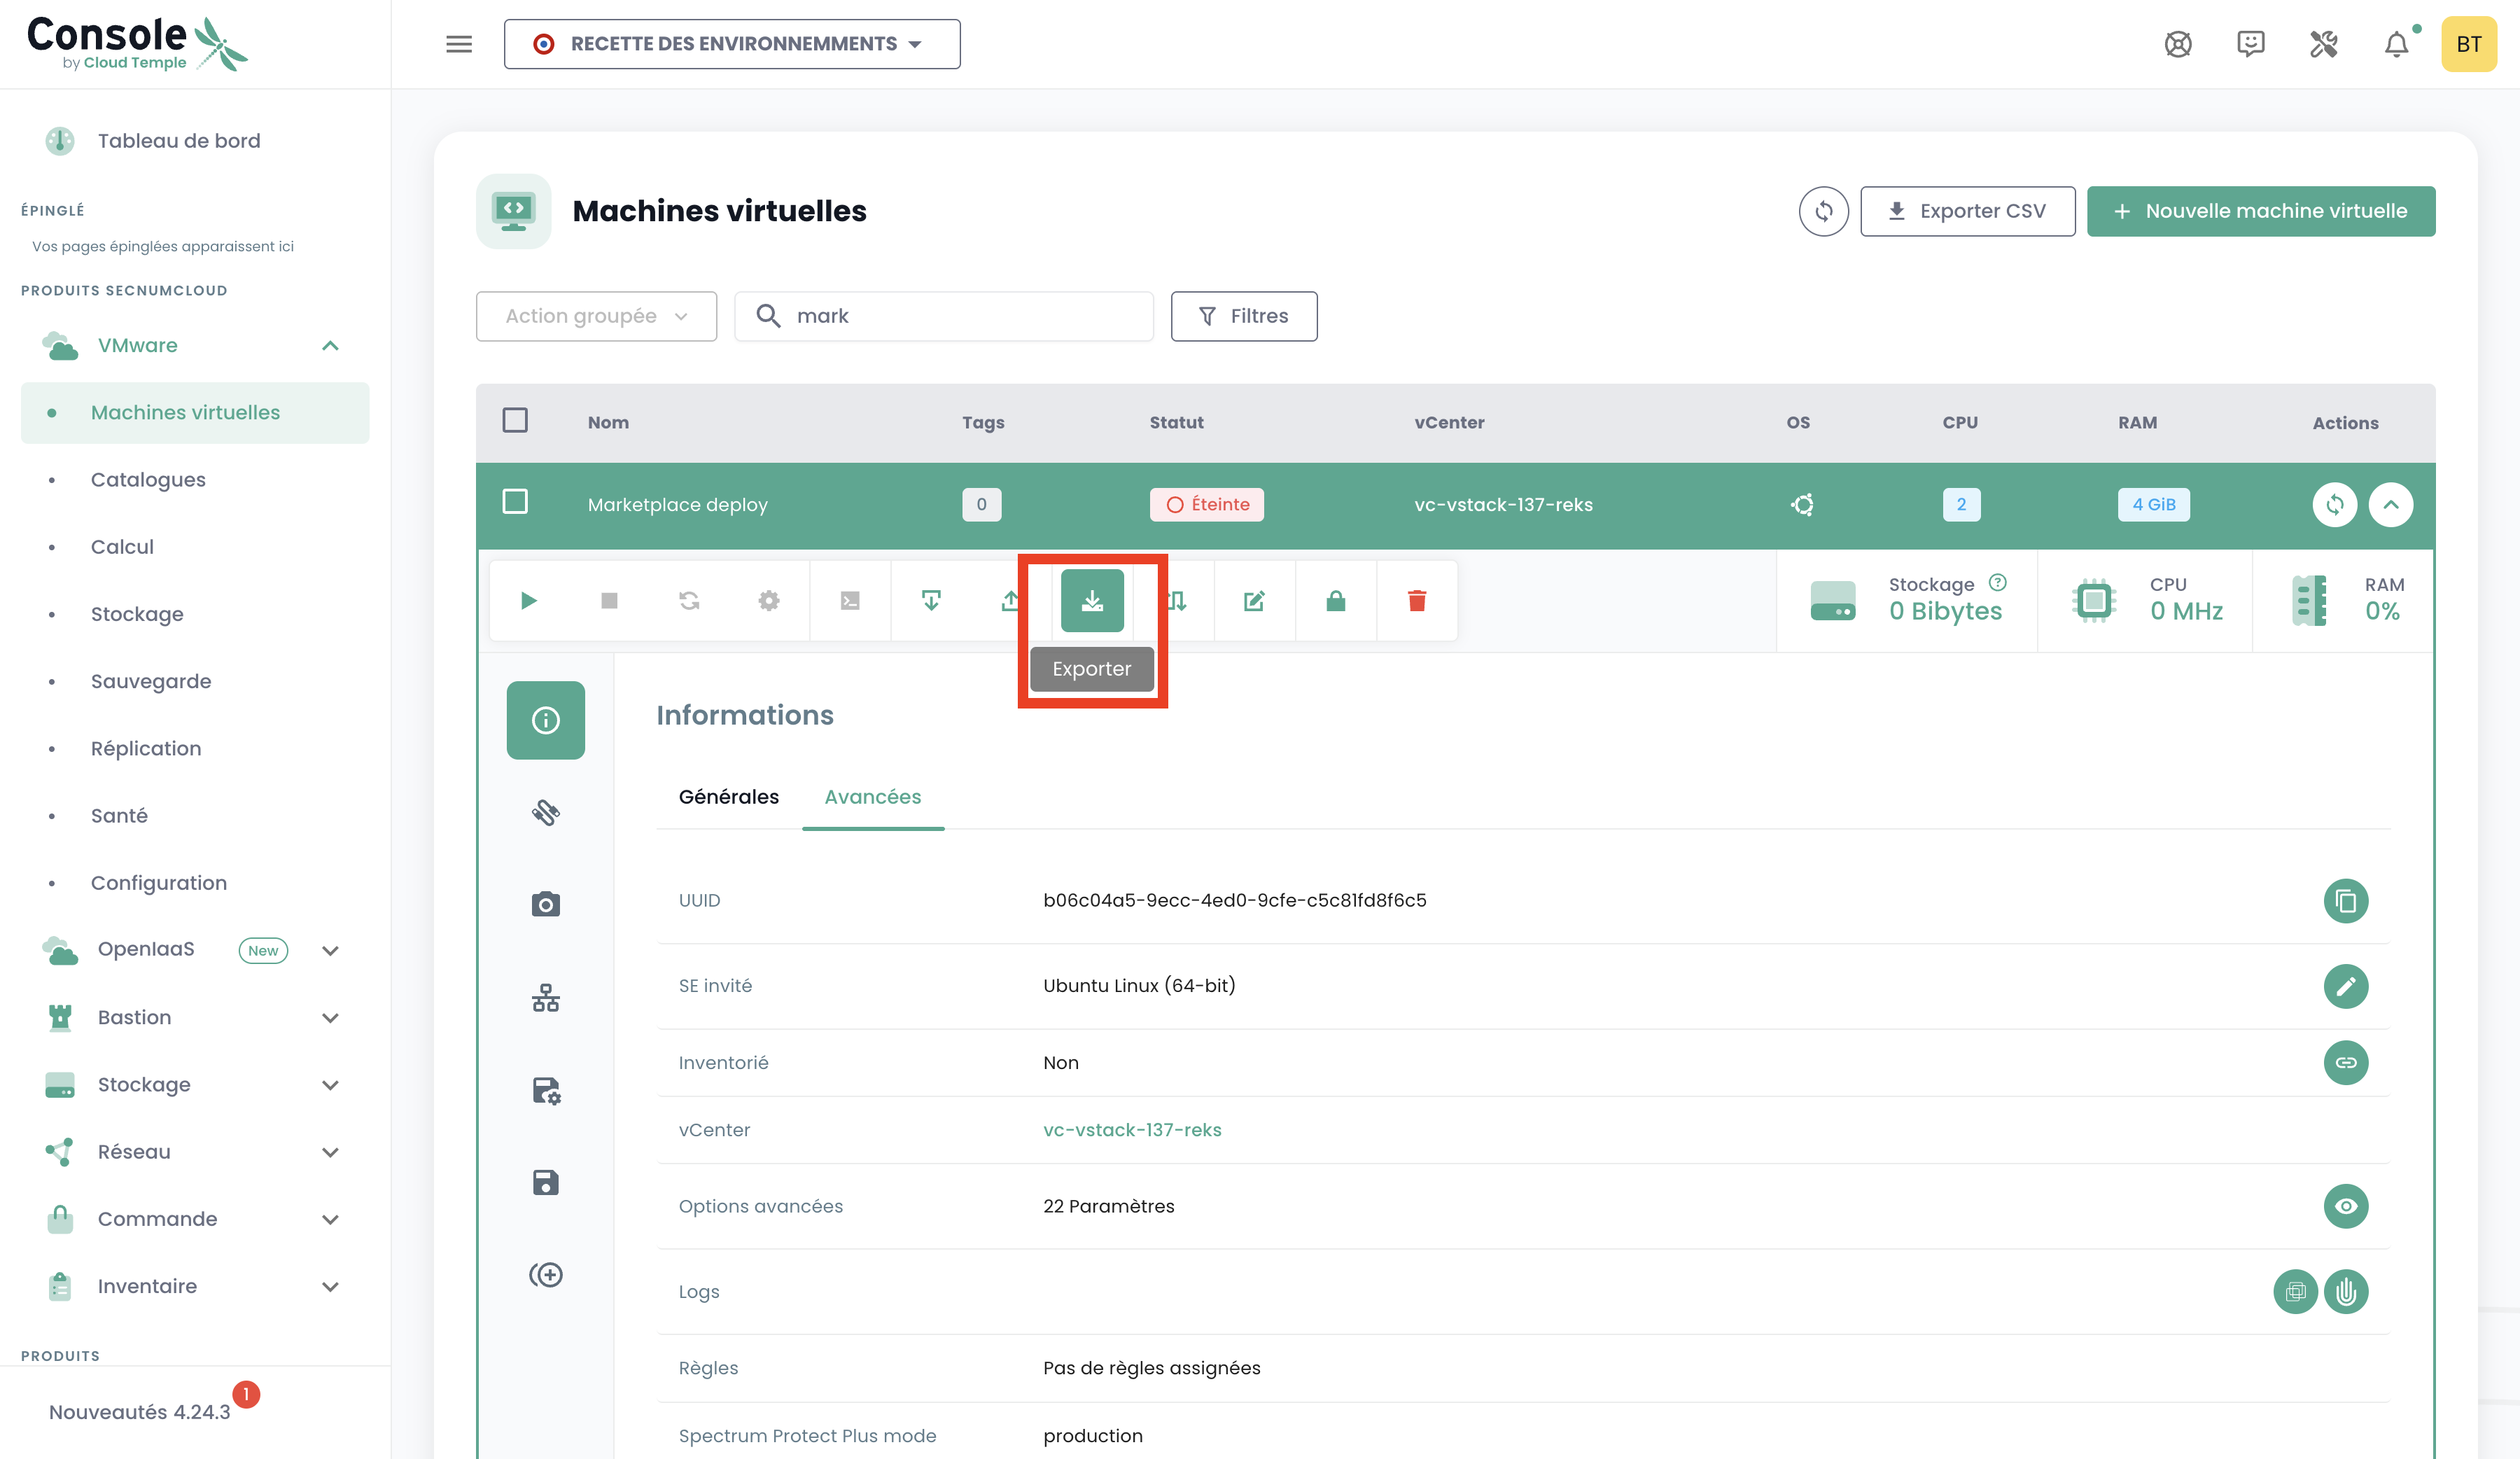 Console
by Cloud Temple
RECETTE DES ENVIRONNEMMENTS
BT
Tableau de bord
ÉPINGLÉ
Vos pages épinglées apparaissent ici
PRODUITS SECNUMCLOUD
VMware
Machines virtuelles
Catalogues
Calcul
Stockage
Sauvegarde
Réplication
Santé
Configuration
OpenIaaS New
Bastion
Stockage
Réseau
Commande
Inventaire
PRODUITS
Nouveautés 4.24.3 1
Machines virtuelles
Exporter CSV
+ Nouvelle machine virtuelle
Action groupée
mark
Filtres
Nom Tags Statut vCenter OS CPU RAM Actions
Marketplace deploy 0 Éteinte vc-vstack-137-reks 2 4 GiB
Stockage ?
0 Bibytes
CPU
0 MHz
RAM
0%
Exporter
Informations
Générales Avancées
UUID b06c04a5-9ecc-4ed0-9cfe-c5c81fd8f6c5
SE invité Ubuntu Linux (64-bit)
Inventorié Non
vCenter vc-vstack-137-reks
Options avancées 22 Paramètres
Logs
Règles Pas de règles assignées
Spectrum Protect Plus mode production